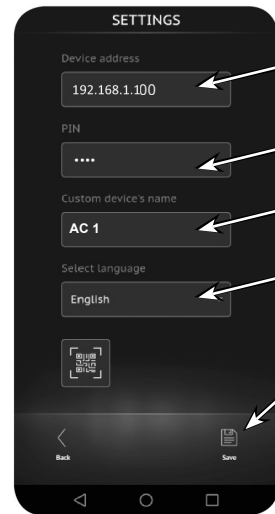 SETTINGS
Device address
192.168.1.100
PIN
••••
Custom device's name
AC 1
Select language
English
Back
Save